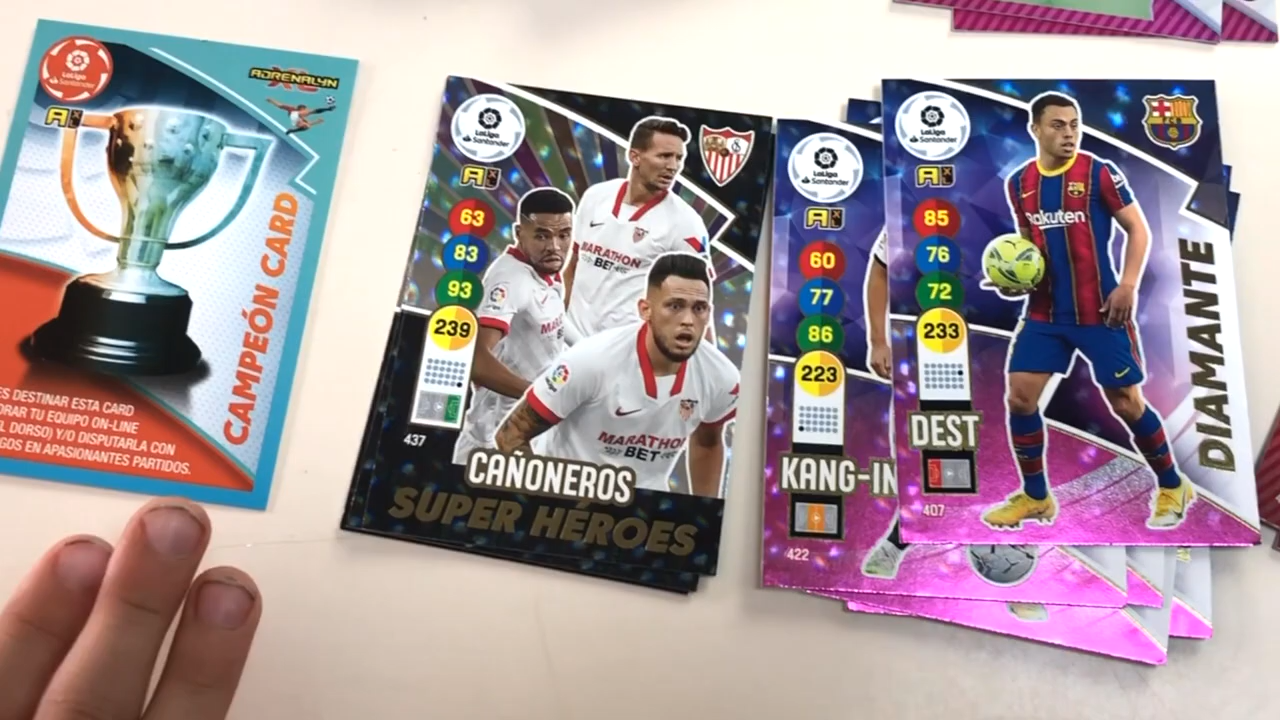 LaLiga
Santander
ADRENALYN
XL
CAMPEÓN CARD
ES DESTINAR ESTA CARD
ORAR TU EQUIPO ON-LINE
L DORSO) Y/O DISPUTARLA CON
GOS EN APASIONANTES PARTIDOS.
LaLiga
Santander
63
83
93
239
437
MARATHON
BET
MARATHON
BET
CAÑONEROS
SUPER HÉROES
LaLiga
Santander
60
77
86
223
KANG-IN
422
LaLiga
Santander
85
76
72
233
DEST
407
Rakuten
DIAMANTE